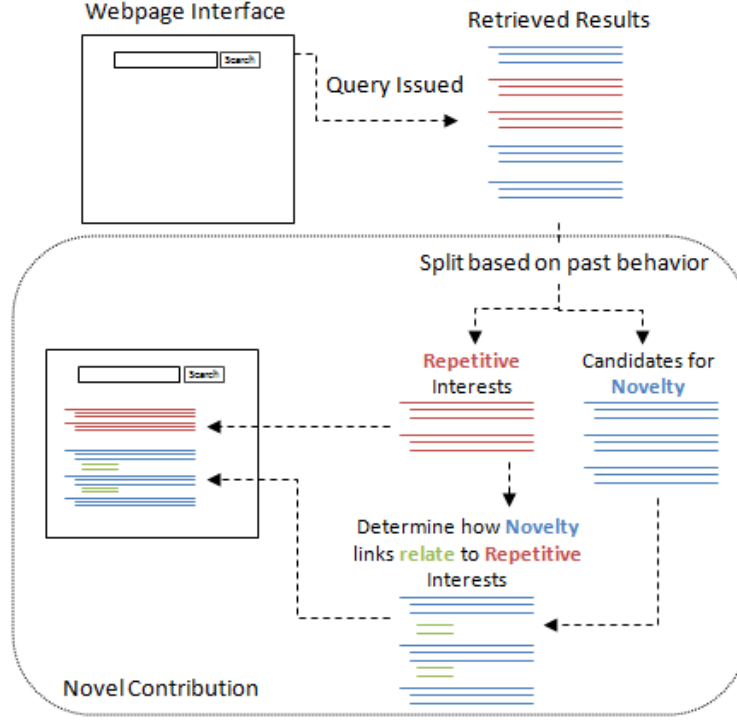 Webpage Interface
Retrieved Results
Search
Query Issued
Split based on past behavior
Repetitive
Interests
Candidates for
Novelty
Search
Determine how Novelty
links relate to Repetitive
Interests
Novel Contribution